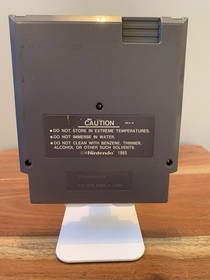 CAUTION
REV-A
•DO NOT STORE IN EXTREME TEMPERATURES.
•DO NOT IMMERSE IN WATER.
•DO NOT CLEAN WITH BENZENE, THINNER,
ALCOHOL OR OTHER SUCH SOLVENTS.
Nintendo 1985